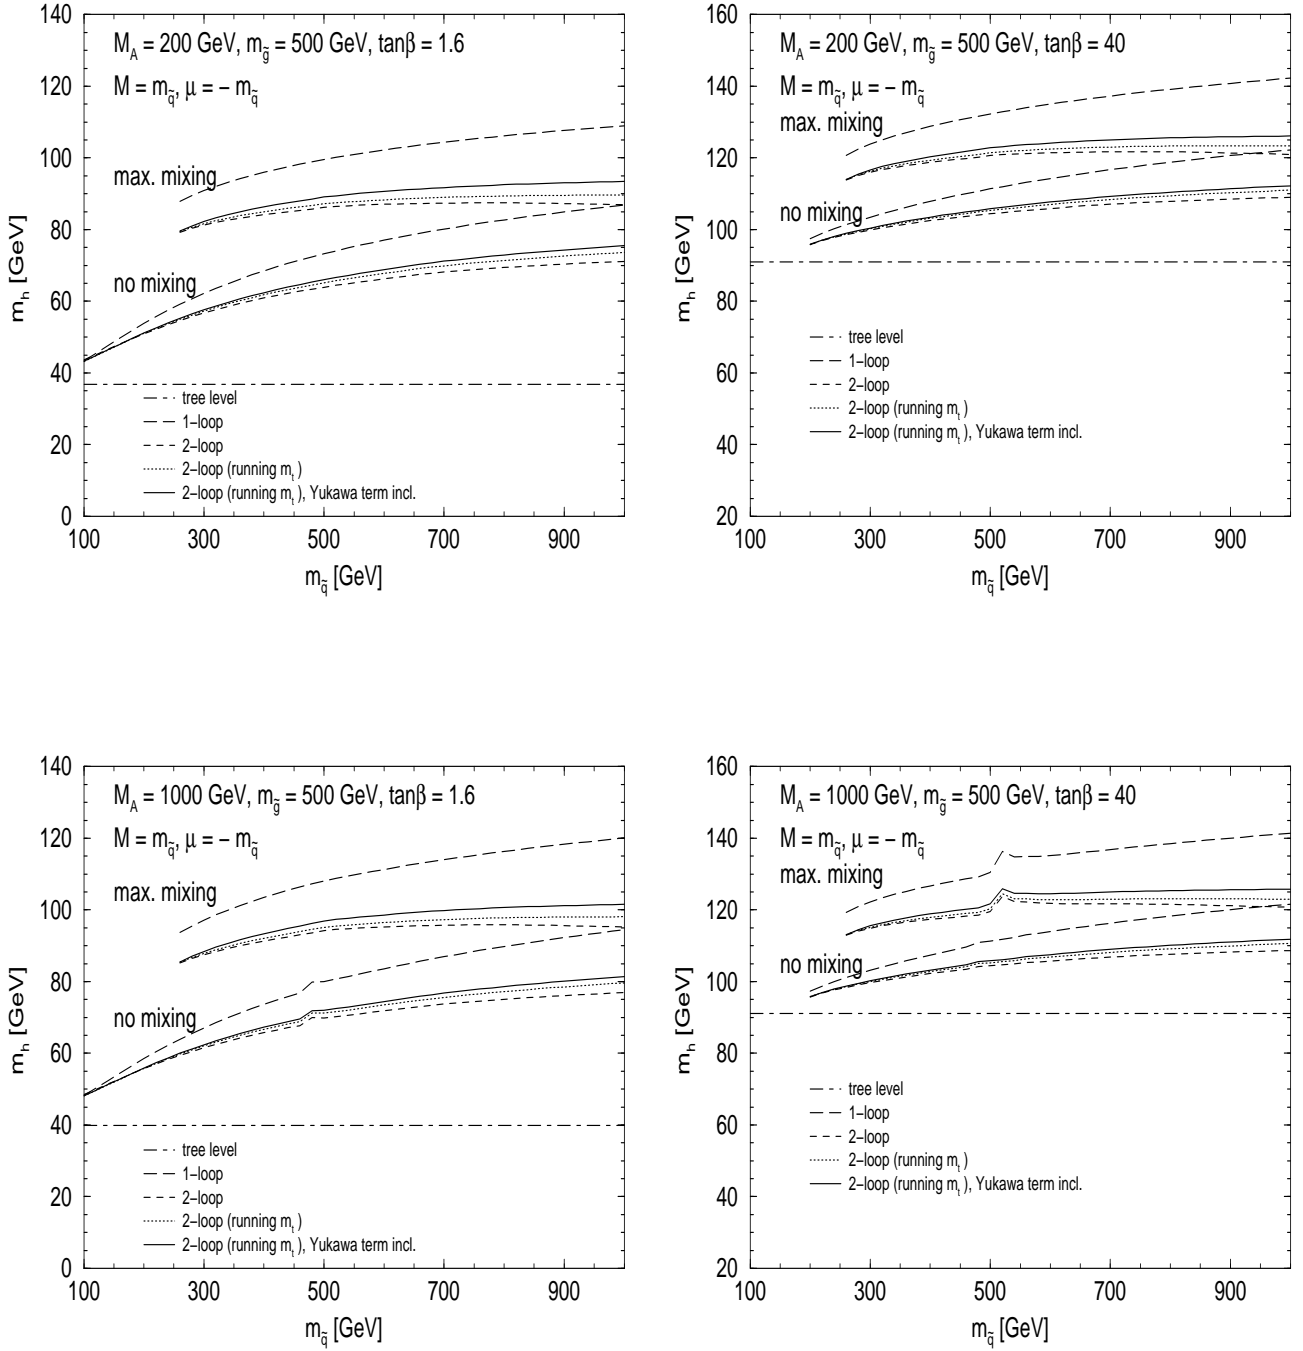 140
120
100
80
60
40
20
0
m_h [GeV]
M_A = 200 GeV, m_g̃ = 500 GeV, tanβ = 1.6
M = m_q̃, μ = − m_q̃
max. mixing
no mixing
tree level
1−loop
2−loop
2−loop (running m_t )
2−loop (running m_t ), Yukawa term incl.
100 300 500 700 900
m_q̃ [GeV]
160
140
120
100
80
60
40
20
m_h [GeV]
M_A = 200 GeV, m_g̃ = 500 GeV, tanβ = 40
M = m_q̃, μ = − m_q̃
max. mixing
no mixing
tree level
1−loop
2−loop
2−loop (running m_t )
2−loop (running m_t ), Yukawa term incl.
100 300 500 700 900
m_q̃ [GeV]
140
120
100
80
60
40
20
0
m_h [GeV]
M_A = 1000 GeV, m_g̃ = 500 GeV, tanβ = 1.6
M = m_q̃, μ = − m_q̃
max. mixing
no mixing
tree level
1−loop
2−loop
2−loop (running m_t )
2−loop (running m_t ), Yukawa term incl.
100 300 500 700 900
m_q̃ [GeV]
160
140
120
100
80
60
40
20
m_h [GeV]
M_A = 1000 GeV, m_g̃ = 500 GeV, tanβ = 40
M = m_q̃, μ = − m_q̃
max. mixing
no mixing
tree level
1−loop
2−loop
2−loop (running m_t )
2−loop (running m_t ), Yukawa term incl.
100 300 500 700 900
m_q̃ [GeV]